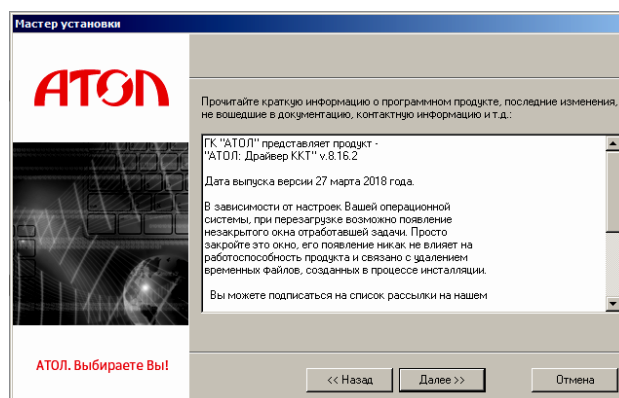 Мастер установки
АТОЛ
Прочитайте краткую информацию о программном продукте, последние изменения,
не вошедшие в документацию, контактную информацию и т.д.:
ГК "АТОЛ" представляет продукт -
"АТОЛ: Драйвер ККТ" v.8.16.2
Дата выпуска версии 27 марта 2018 года.
В зависимости от настроек Вашей операционной
системы, при перезагрузке возможно появление
незакрытого окна отработавшей задачи. Просто
закройте это окно, его появление никак не влияет на
работоспособность продукта и связано с удалением
временных файлов, созданных в процессе инсталляции.
Вы можете подписаться на список рассылки на нашем
АТОЛ. Выбираете Вы!
<< Назад
Далее >>
Отмена